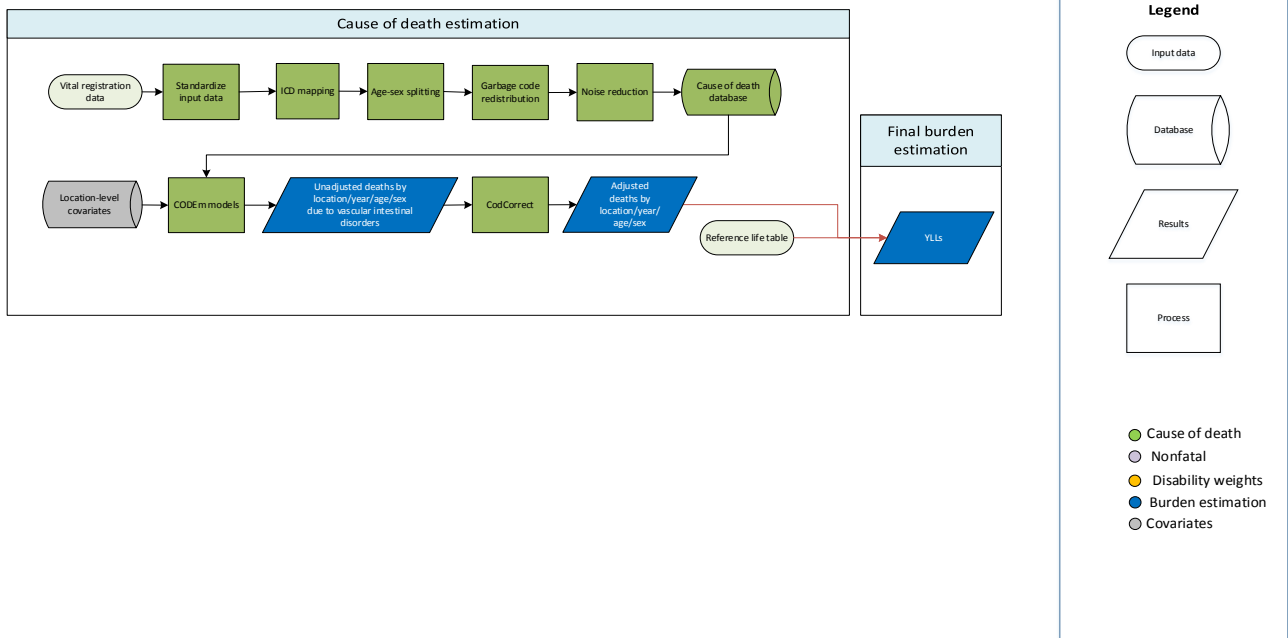 Cause of death estimation
Vital registration
data
Standardize
input data
ICD mapping
Age-sex splitting
Garbage code
redistribution
Noise reduction
Cause of death
database
Location-level
covariates
CODEm models
Unadjusted deaths by
location/year/age/sex
due to vascular intestinal
disorders
CodCorrect
Adjusted
deaths by
location/year/
age/sex
Reference life table
Final burden
estimation
YLLs
Legend
Input data
Database
Results
Process
Cause of death
Nonfatal
Disability weights
Burden estimation
Covariates